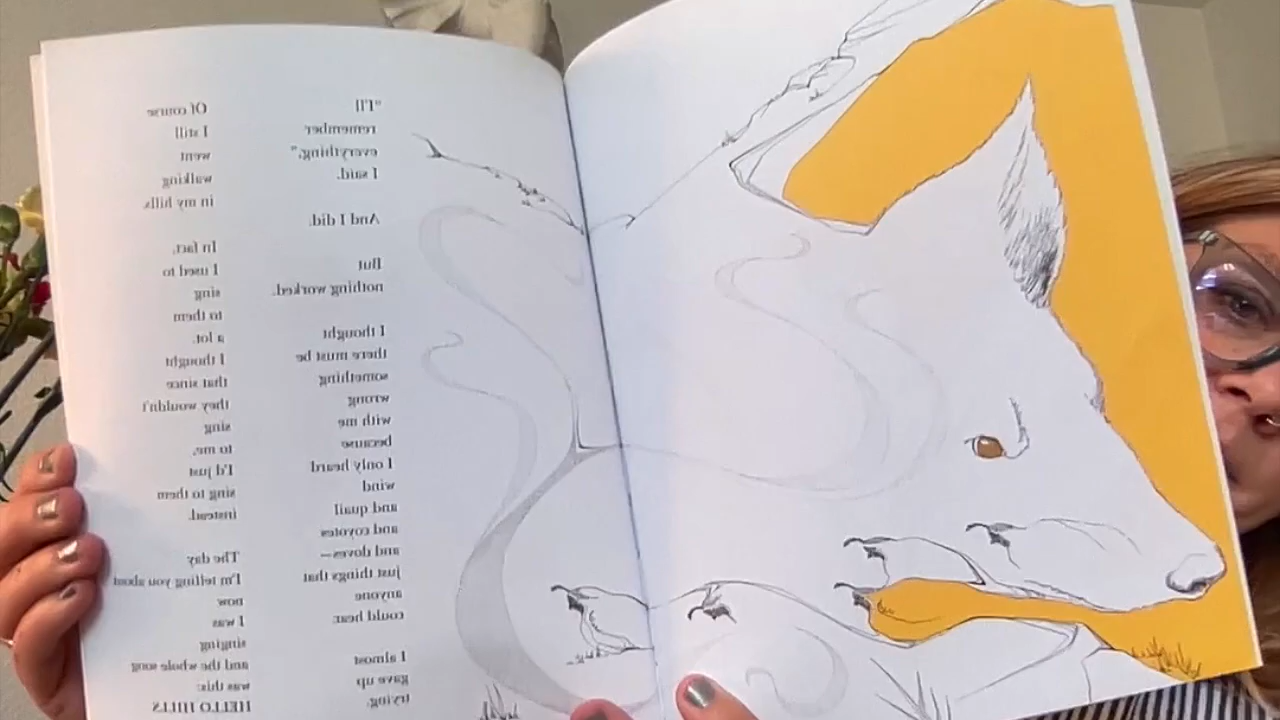 "I'll
remember
everything,"
I said.
And I did.
But
nothing worked.
I thought
there must be
something
wrong
with me
because
I only heard
wind
and quail
and coyotes
and doves—
just things that
anyone
could hear.
I almost
gave up
trying.
Of course
I still
went
walking
in my hills.
In fact,
I used to
sing
to them
a lot.
I thought
that since
they wouldn't
sing
to me,
I'd just
sing to them
instead.
The day
I'm telling you about
now
I was
singing
and the whole song
was this:
HELLO HILLS